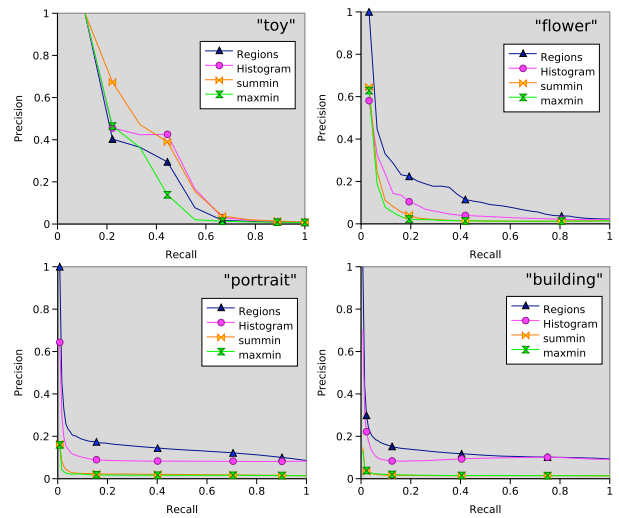 "toy"
1
0.8
0.6
0.4
0.2
0
Precision
Regions
Histogram
summin
maxmin
0 0.2 0.4 0.6 0.8 1
Recall
"flower"
1
0.8
0.6
0.4
0.2
0
Precision
Regions
Histogram
summin
maxmin
0 0.2 0.4 0.6 0.8 1
Recall
"portrait"
1
0.8
0.6
0.4
0.2
0
Precision
Regions
Histogram
summin
maxmin
0 0.2 0.4 0.6 0.8 1
Recall
"building"
1
0.8
0.6
0.4
0.2
0
Precision
Regions
Histogram
summin
maxmin
0 0.2 0.4 0.6 0.8 1
Recall